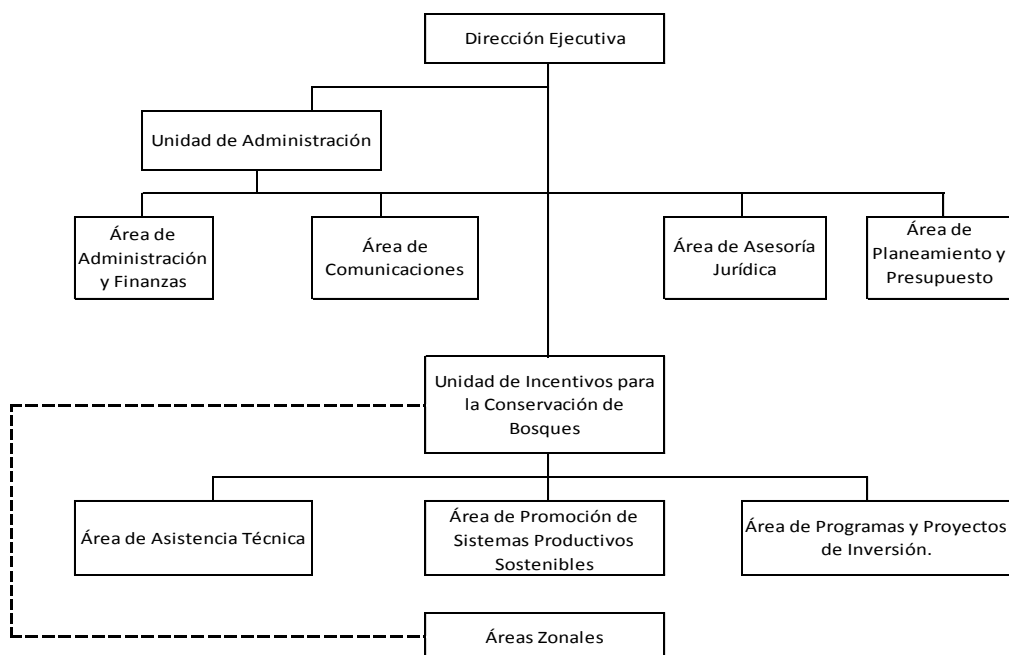 Dirección Ejecutiva
Unidad de Administración
Área de
Administración
y Finanzas
Área de
Comunicaciones
Área de Asesoría
Jurídica
Área de
Planeamiento y
Presupuesto
Unidad de Incentivos para
la Conservación de
Bosques
Área de Asistencia Técnica
Área de Promoción de
Sistemas Productivos
Sostenibles
Área de Programas y Proyectos
de Inversión.
Áreas Zonales